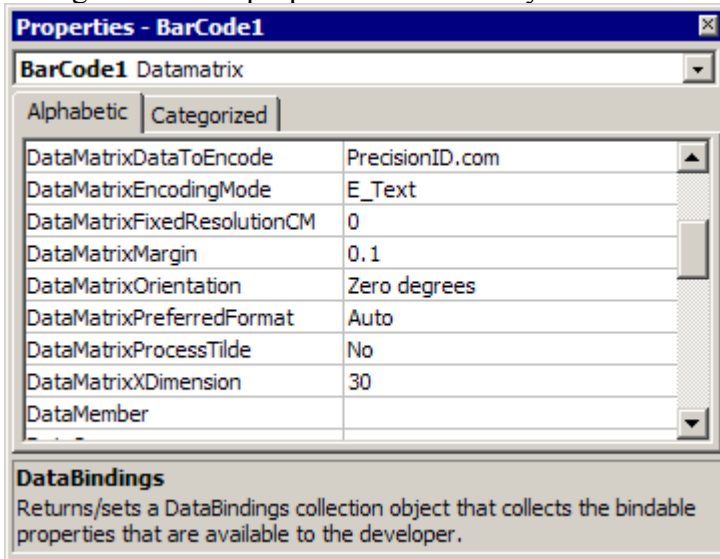 Properties - BarCode1
BarCode1 Datamatrix
Alphabetic Categorized
DataMatrixDataToEncode PrecisionID.com
DataMatrixEncodingMode E_Text
DataMatrixFixedResolutionCM 0
DataMatrixMargin 0.1
DataMatrixOrientation Zero degrees
DataMatrixPreferredFormat Auto
DataMatrixProcessTilde No
DataMatrixXDimension 30
DataMember
DataBindings
Returns/sets a DataBindings collection object that collects the bindable
properties that are available to the developer.